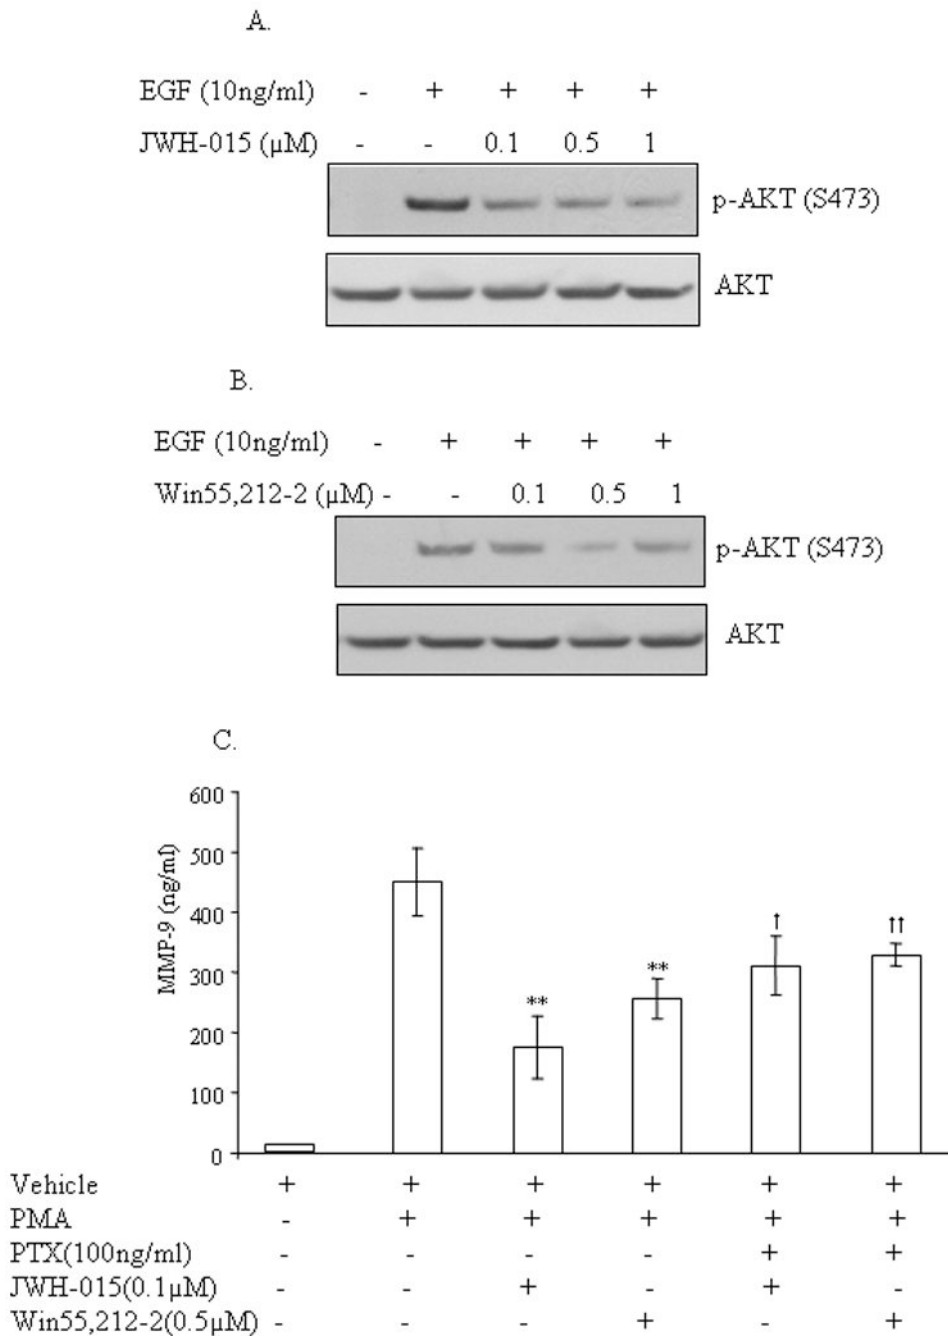 A.
EGF (10ng/ml) - + + + +
JWH-015 (µM) - - 0.1 0.5 1
p-AKT (S473)
AKT
B.
EGF (10ng/ml) - + + + +
Win55,212-2 (µM) - - 0.1 0.5 1
p-AKT (S473)
AKT
C.
MMP-9 (ng/ml)
600
500
400
300
200
100
0
** ** † ††
Vehicle + + + + + +
PMA - + + + + +
PTX(100ng/ml) - - - - + +
JWH-015(0.1µM) - - + - + -
Win55,212-2(0.5µM) - - - + - +